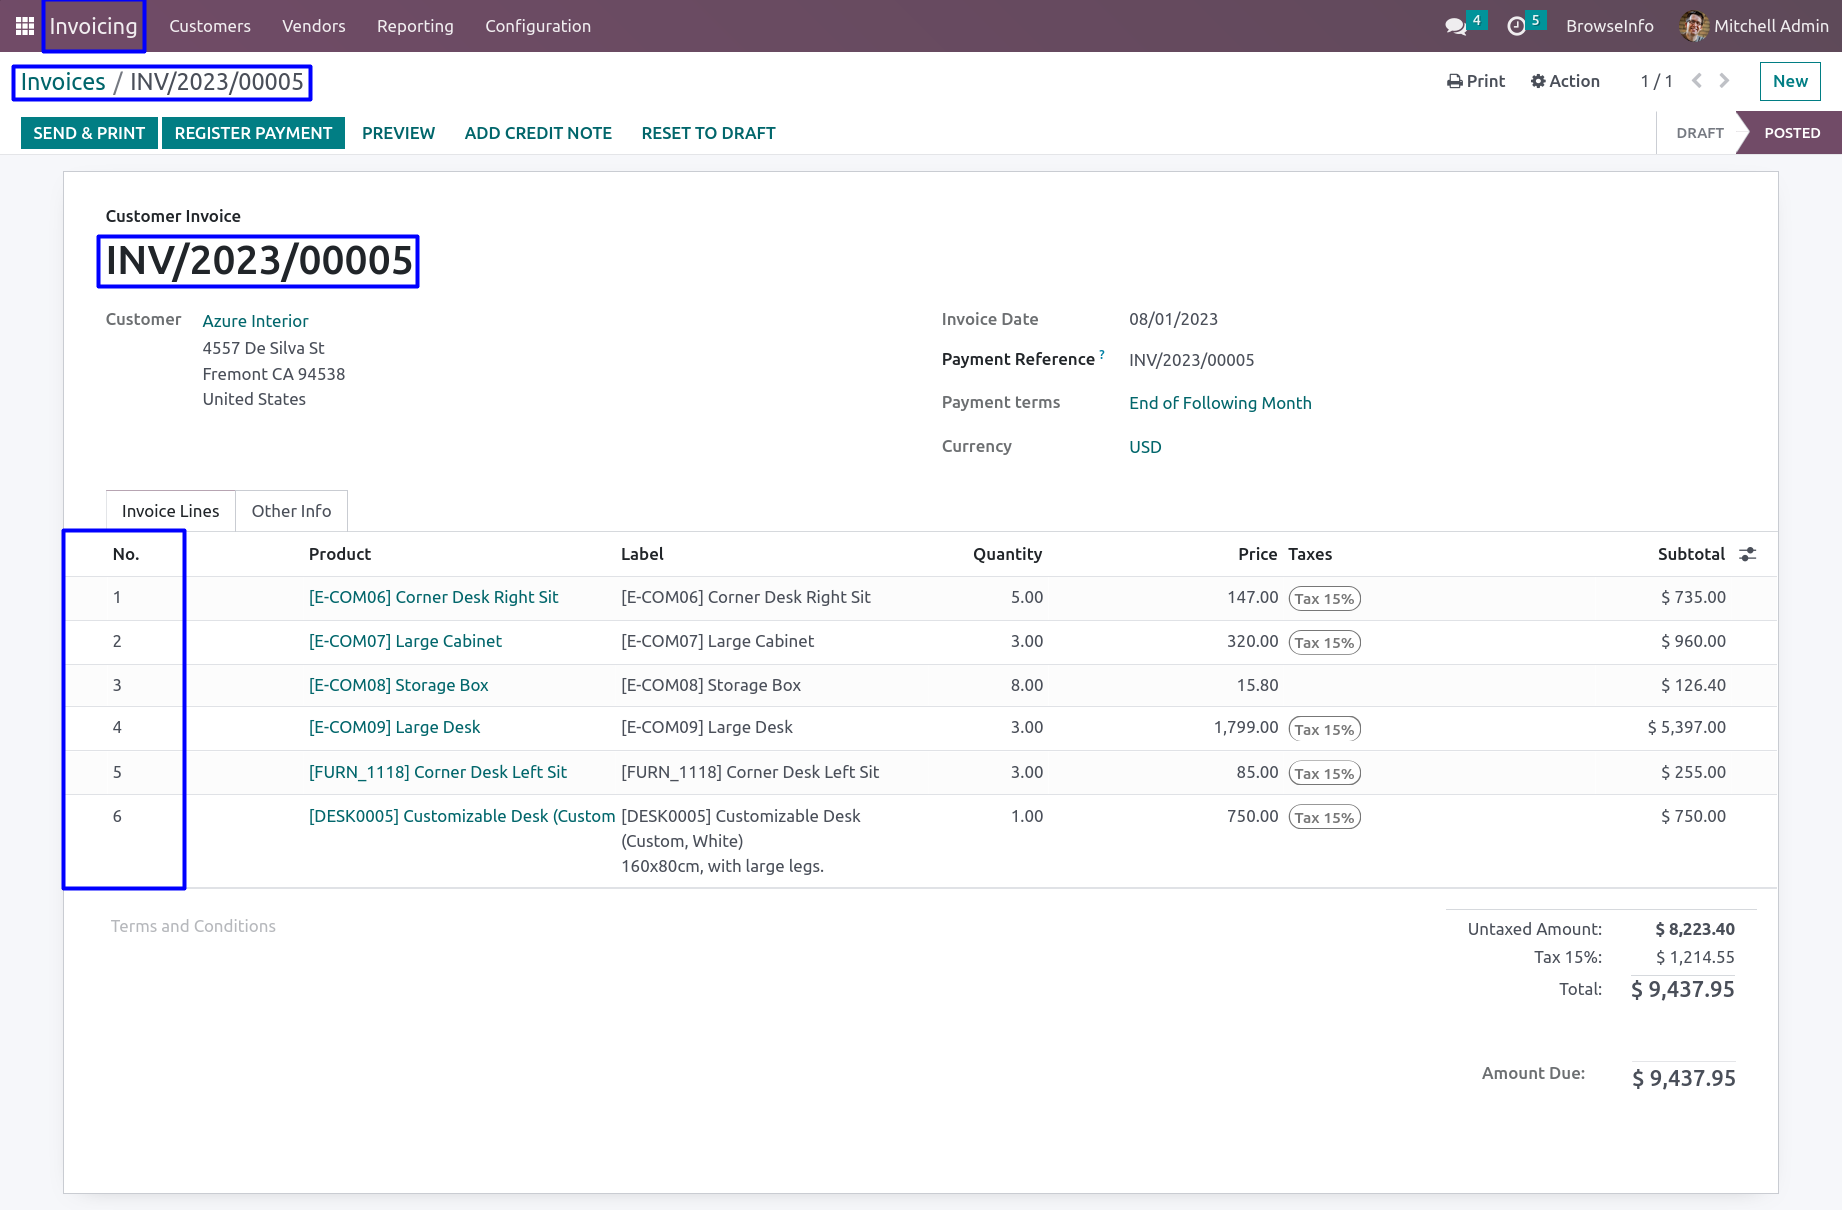 Invoicing Customers Vendors Reporting Configuration 4 5 BrowseInfo Mitchell Admin
Invoices / INV/2023/00005 Print Action 1 / 1 New
SEND & PRINT REGISTER PAYMENT PREVIEW ADD CREDIT NOTE RESET TO DRAFT DRAFT POSTED
Customer Invoice
INV/2023/00005
Customer Azure Interior Invoice Date 08/01/2023
4557 De Silva St
Fremont CA 94538
United States
Payment Reference ? INV/2023/00005
Payment terms End of Following Month
Currency USD
Invoice Lines Other Info
No. Product Label Quantity Price Taxes Subtotal
1 [E-COM06] Corner Desk Right Sit [E-COM06] Corner Desk Right Sit 5.00 147.00 Tax 15% $ 735.00
2 [E-COM07] Large Cabinet [E-COM07] Large Cabinet 3.00 320.00 Tax 15% $ 960.00
3 [E-COM08] Storage Box [E-COM08] Storage Box 8.00 15.80 $ 126.40
4 [E-COM09] Large Desk [E-COM09] Large Desk 3.00 1,799.00 Tax 15% $ 5,397.00
5 [FURN_1118] Corner Desk Left Sit [FURN_1118] Corner Desk Left Sit 3.00 85.00 Tax 15% $ 255.00
6 [DESK0005] Customizable Desk (Custom [DESK0005] Customizable Desk 1.00 750.00 Tax 15% $ 750.00
(Custom, White)
160x80cm, with large legs.
Terms and Conditions
Untaxed Amount: $ 8,223.40
Tax 15%: $ 1,214.55
Total: $ 9,437.95
Amount Due: $ 9,437.95